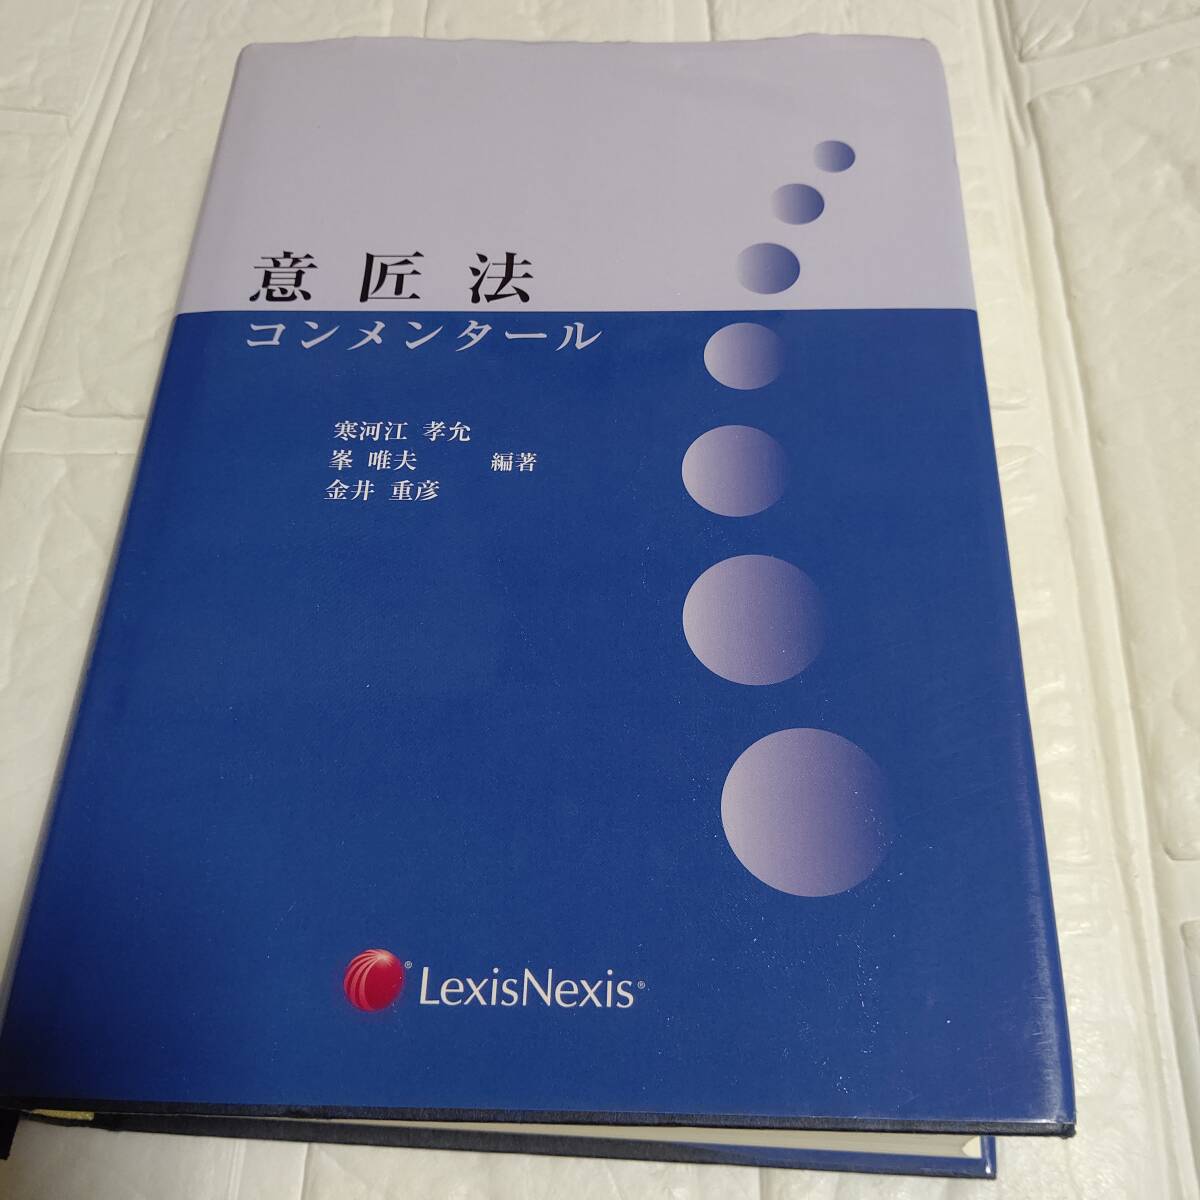 意匠法
コンメンタール
寒河江 孝允
峯 唯夫 編著
金井 重彦
LexisNexis®